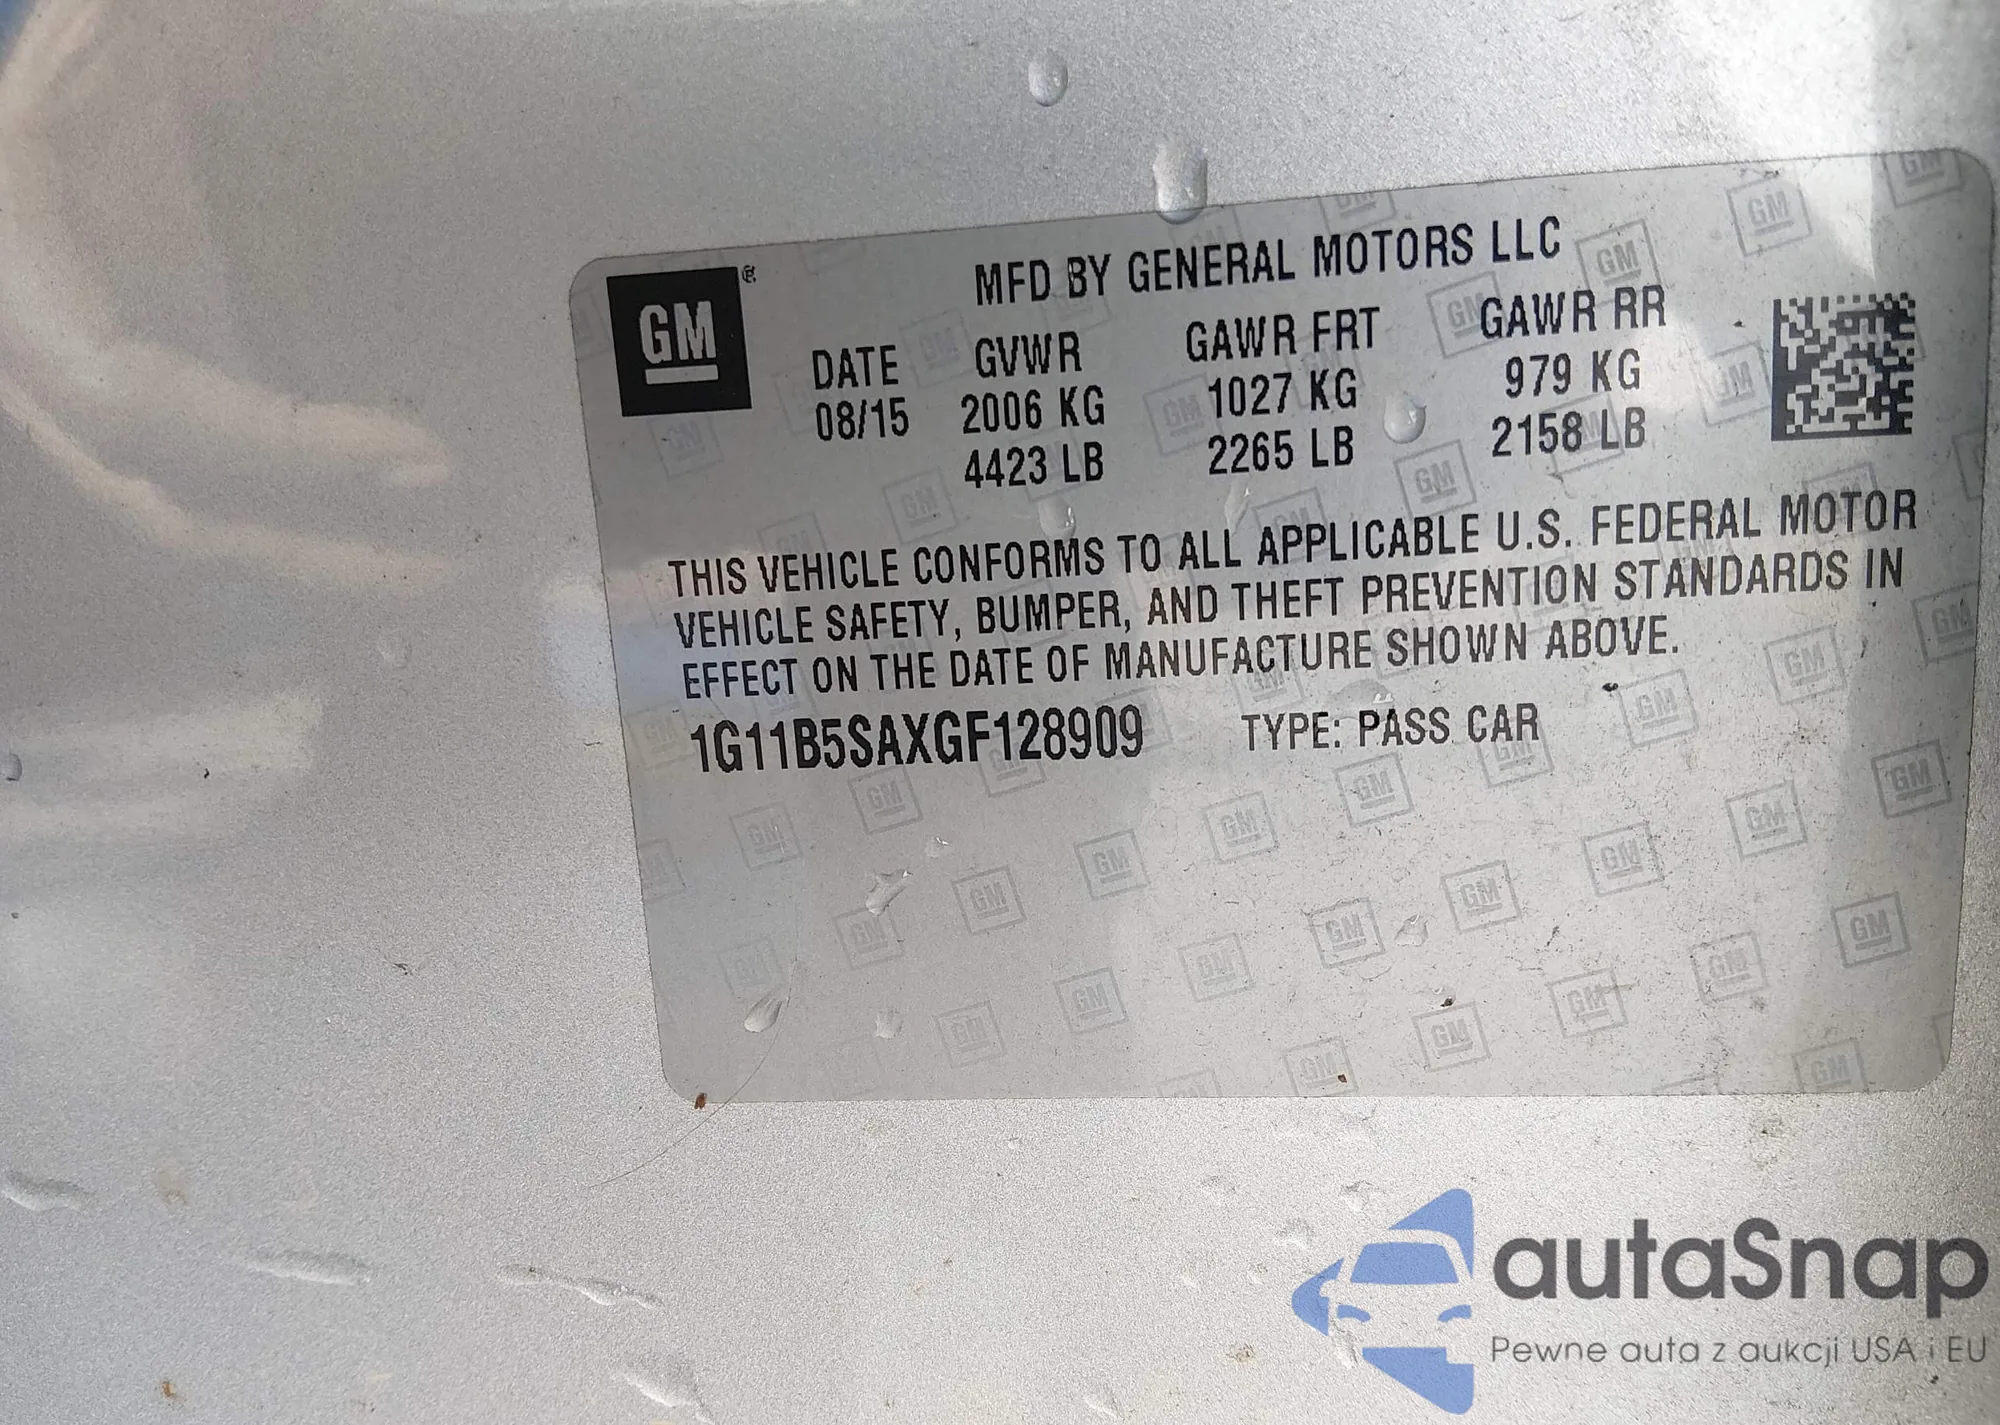 GM®
MFD BY GENERAL MOTORS LLC
DATE GVWR GAWR FRT GAWR RR
08/15 2006 KG 1027 KG 979 KG
4423 LB 2265 LB 2158 LB
THIS VEHICLE CONFORMS TO ALL APPLICABLE U.S. FEDERAL MOTOR
VEHICLE SAFETY, BUMPER, AND THEFT PREVENTION STANDARDS IN
EFFECT ON THE DATE OF MANUFACTURE SHOWN ABOVE.
1G11B5SAXGF128909 TYPE: PASS CAR
autaSnap
Pewne auta z aukcji USA i EU